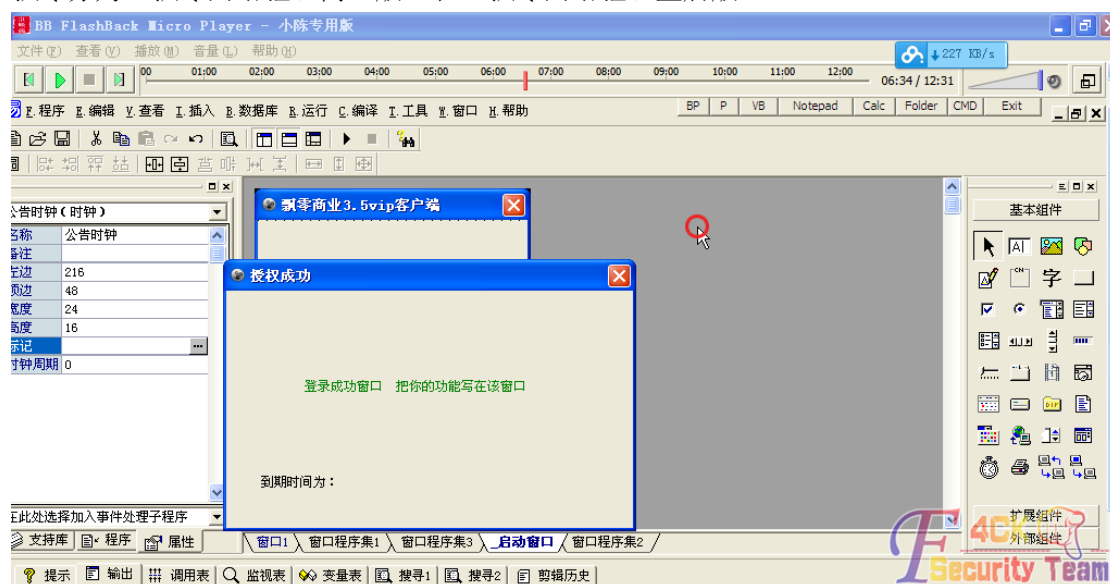 BB FlashBack Micro Player - 小陈专用版
文件(F) 查看(V) 播放(M) 音量(L) 帮助(H)
227 KB/s
00 01:00 02:00 03:00 04:00 05:00 06:00 07:00 08:00 09:00 10:00 11:00 12:00
06:34 / 12:31
F.程序 E.编辑 V.查看 I.插入 B.数据库 R.运行 C.编译 T.工具 W.窗口 H.帮助
BP P VB Notepad Calc Folder CMD Exit
公告时钟(时钟)
名称 公告时钟
备注
左边 216
顶边 48
宽度 24
高度 16
标记
时钟周期 0
在此处选择加入事件处理子程序
支持库 程序 属性
飘零商业3.5vip客户端
授权成功
登录成功窗口 把你的功能写在该窗口
到期时间为：
窗口1 窗口程序集1 窗口程序集3 _启动窗口 窗口程序集2
基本组件
扩展组件
外部组件
提示 输出 调用表 监视表 变量表 搜寻1 搜寻2 剪辑历史
F4CK
Security Team